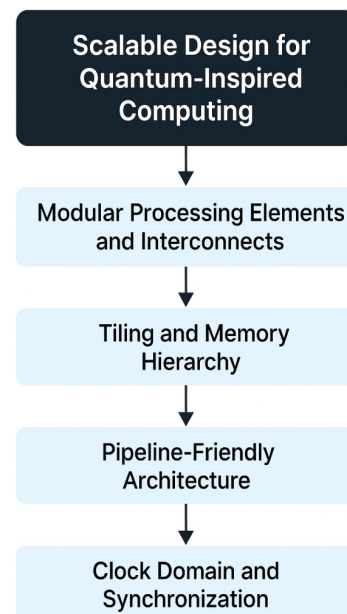 Scalable Design for
Quantum-Inspired
Computing
Modular Processing Elements
and Interconnects
Tiling and Memory
Hierarchy
Pipeline-Friendly
Architecture
Clock Domain and
Synchronization